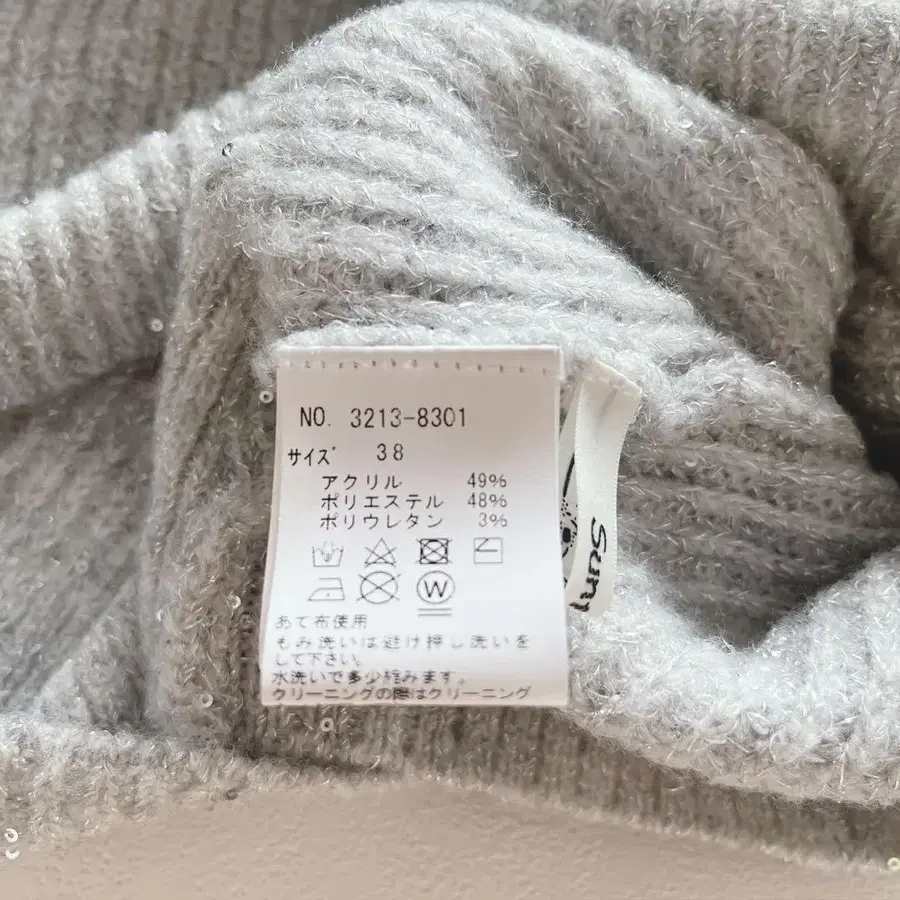 NO. 3213-8301
サイズ 38
アクリル 49%
ポリエステル 48%
ポリウレタン 3%
W
あて布使用
もみ洗いは避け押し洗いを
して下さい。
水洗いで多少縮みます。
クリーニングの際はクリーニング